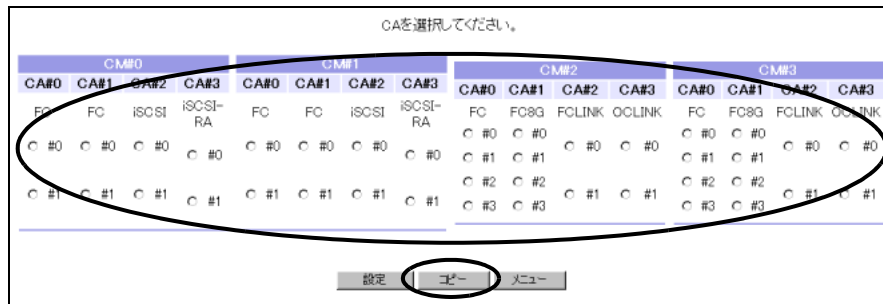 CAを選択してください。
CM#0 CM#1 CM#2 CM#3
CA#0 CA#1 CA#2 CA#3 CA#0 CA#1 CA#2 CA#3 CA#0 CA#1 CA#2 CA#3 CA#0 CA#1 CA#2 CA#3
FC FC iSCSI iSCSI-RA FC FC iSCSI iSCSI-RA FC FC8G FCLINK OCLINK FC FC8G FCLINK OCLINK
#0 #0 #0 #0 #0 #0 #0 #0 #0 #0 #0 #0 #0 #0 #0 #0
#1 #1 #1 #1
#2 #2 #2 #2
#1 #1 #1 #1 #1 #1 #1 #1 #1 #1 #1 #1
#3 #3 #3 #3
設定 コピー メニュー